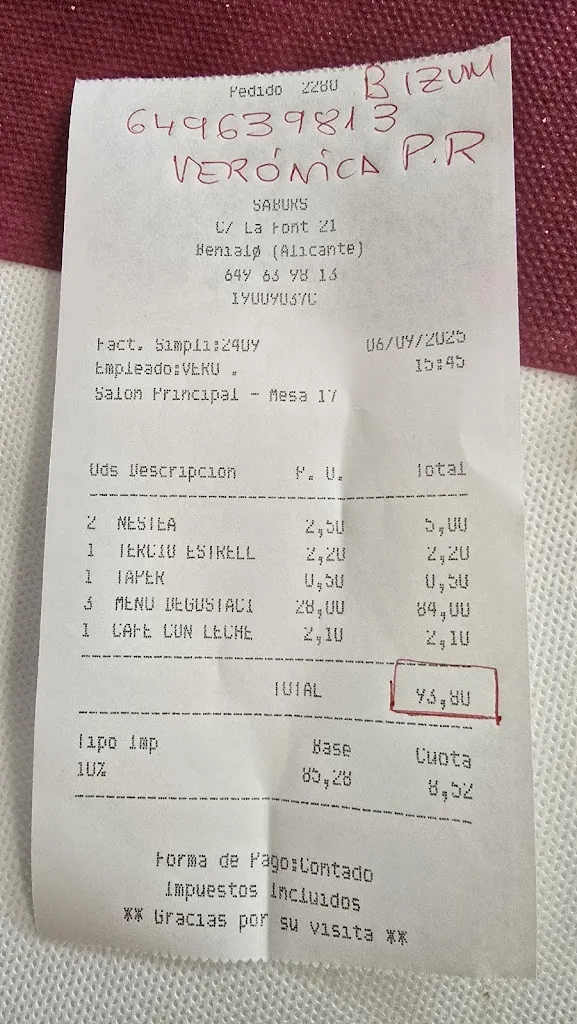 Pedido 2280 BIZUM
649639813
VERÓNICA P.R
SABORS
C/ La Font 21
(Alicante)
649 63 98 13
Fact. Simpli:2409 06/09/2025
Empleado:VERO . 15:45
Salon Principal - Mesa 17
Uds Descripcion P. U. Total
2 NESTEA 2,50 5,00
1 TERCIO ESTRELL 2,20 2,20
1 TAPER 0,50 0,50
3 MENU DEGUSTACI 28,00 84,00
1 CAFE CON LECHE 2,10 2,10
TOTAL 93,80
Tipo Imp Base Cuota
10% 85,28 8,52
Forma de Pago:Contado
Impuestos Incluidos
** Gracias por su visita **